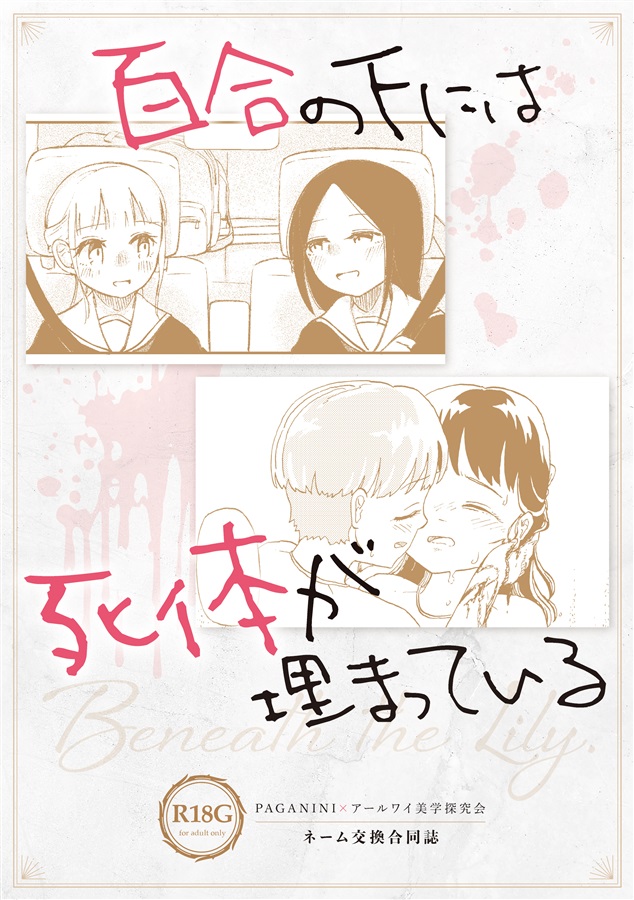 百合の下には
死体が
埋まっている
Beneath the Lily.
R18G
for adult only
PAGANINI×アールワイ美学探究会
ネーム交換合同誌